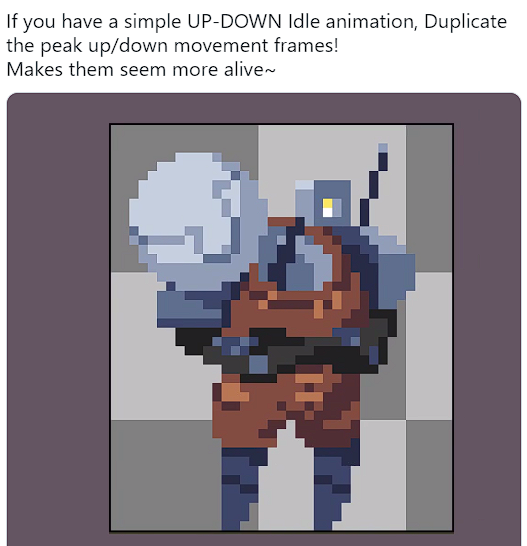 If you have a simple UP-DOWN Idle animation, Duplicate
the peak up/down movement frames!
Makes them seem more alive~